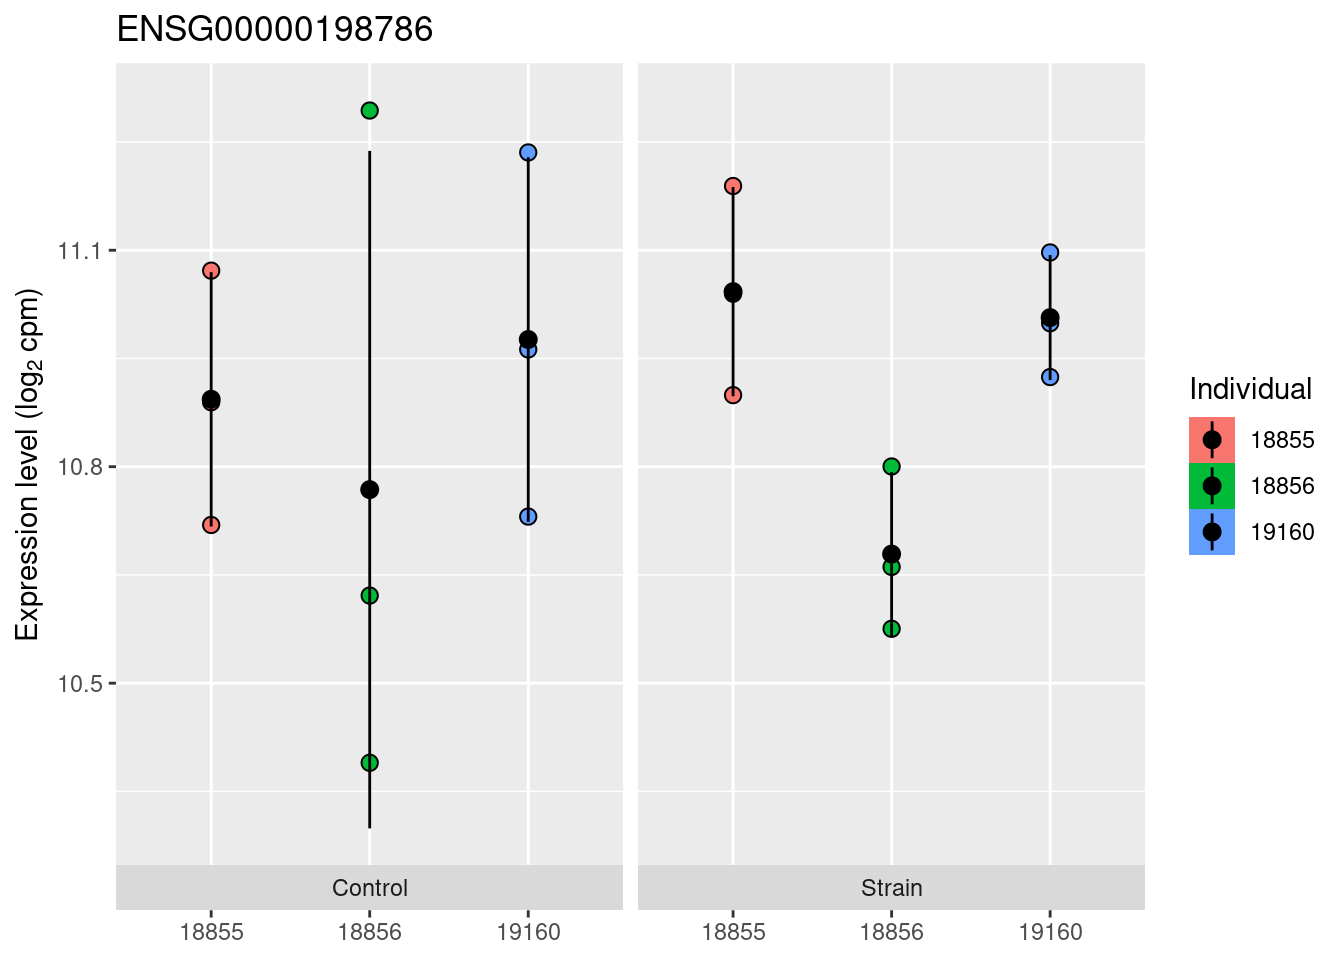 ENSG00000198786
Expression level (log₂ cpm)
11.1
10.8
10.5
Control
Strain
18855
18856
19160
18855
18856
19160
Individual
18855
18856
19160